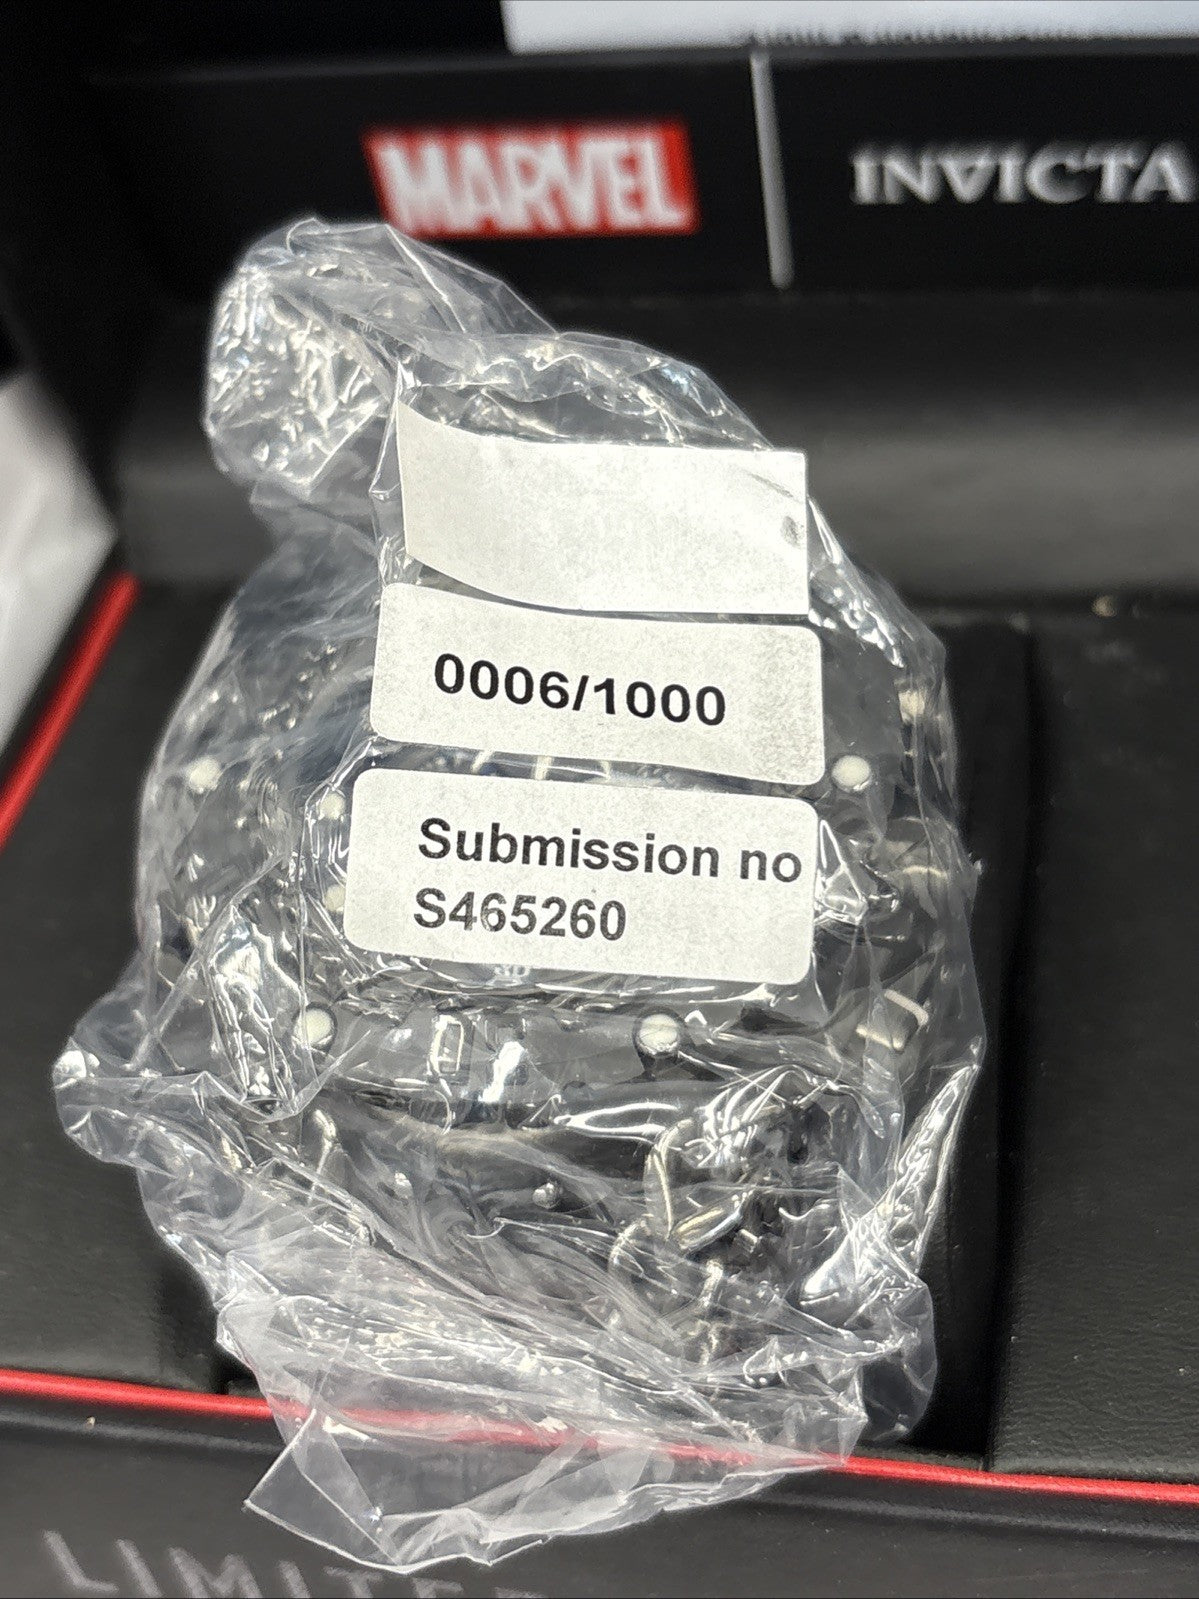 MARVEL
INVICTA
0006/1000
Submission no
S465260